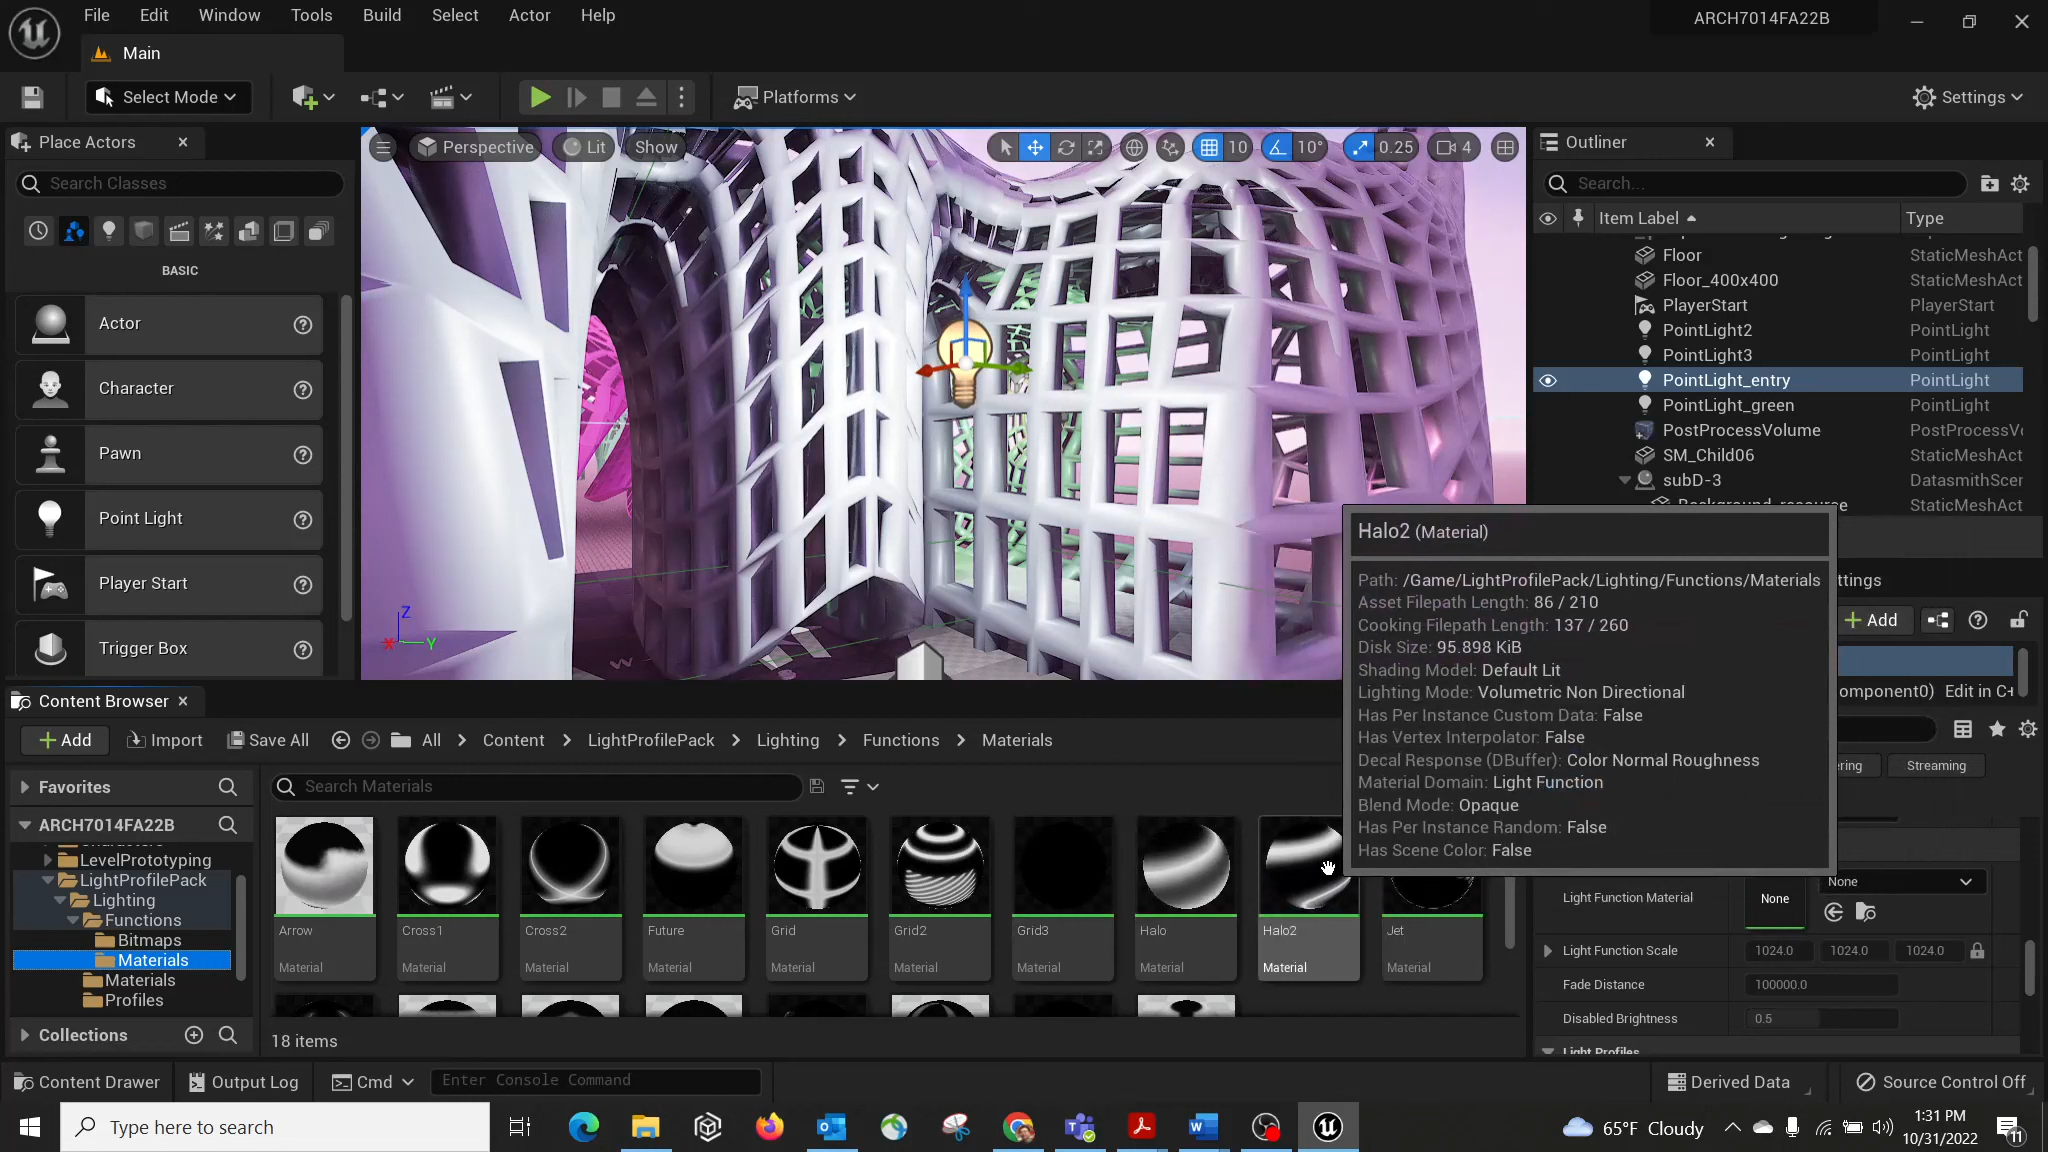 File Edit Window Tools Build Select Actor Help
ARCH7014FA22B
Main
Select Mode
Platforms
Settings
Place Actors
Search Classes
BASIC
Actor
Character
Pawn
Point Light
Player Start
Trigger Box
Perspective Lit Show
10 10° 0.25 4
Z
X
Y
Outliner
Search...
Item Label Type
Floor StaticMeshAct
Floor_400x400 StaticMeshAct
PlayerStart PlayerStart
PointLight2 PointLight
PointLight3 PointLight
PointLight_entry PointLight
PointLight_green PointLight
PostProcessVolume PostProcessV
SM_Child06 StaticMeshAct
subD-3 DatasmithScer
StaticMeshAct
Halo2 (Material)
Path: /Game/LightProfilePack/Lighting/Functions/Materials
Asset Filepath Length: 86 / 210
Cooking Filepath Length: 137 / 260
Disk Size: 95.898 KiB
Shading Model: Default Lit
Lighting Mode: Volumetric Non Directional
Has Per Instance Custom Data: False
Has Vertex Interpolator: False
Decal Response (DBuffer): Color Normal Roughness
Material Domain: Light Function
Blend Mode: Opaque
Has Per Instance Random: False
Has Scene Color: False
ttings
Add
omponent0) Edit in C+
ering Streaming
Content Browser
Add Import Save All All Content LightProfilePack Lighting Functions Materials
Favorites
Search Materials
ARCH7014FA22B
LevelPrototyping
LightProfilePack
Lighting
Functions
Bitmaps
Materials
Materials
Profiles
Collections
Arrow Cross1 Cross2 Future Grid Grid2 Grid3 Halo Halo2 Jet
Material Material Material Material Material Material Material Material Material Material
18 items
Light Function Material None None
Light Function Scale 1024.0 1024.0 1024.0
Fade Distance 100000.0
Disabled Brightness 0.5
Light Profiles
Content Drawer Output Log Cmd Enter Console Command
Derived Data Source Control Off
Type here to search
65°F Cloudy
1:31 PM
10/31/2022
11